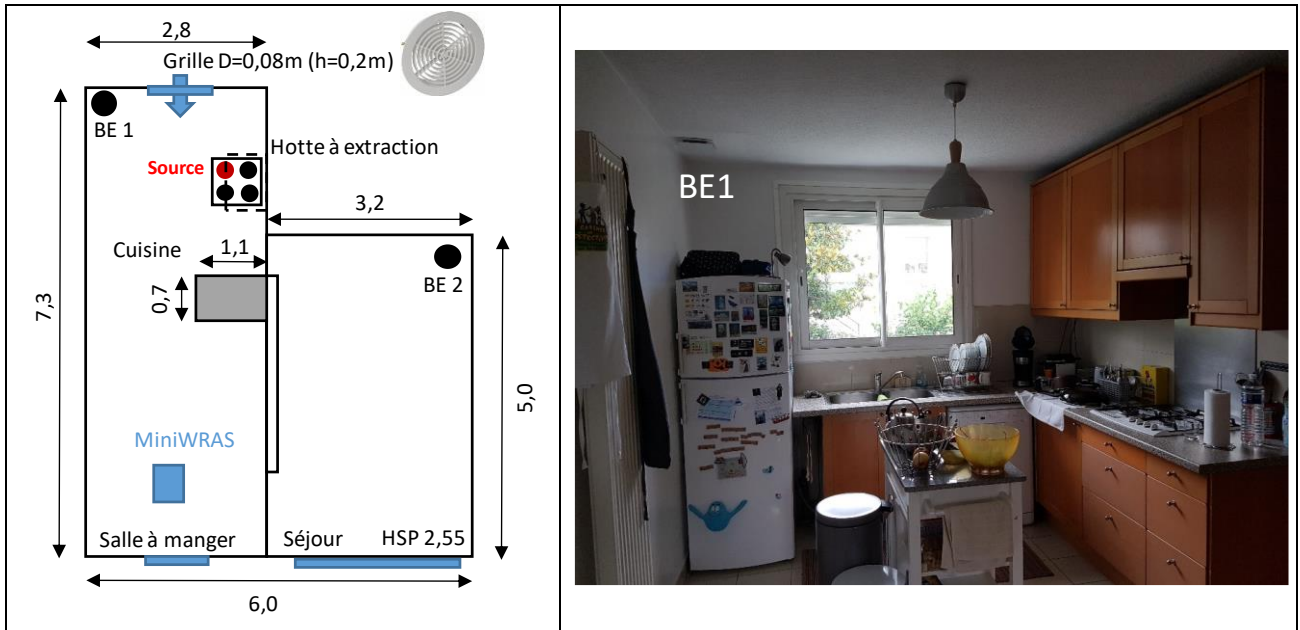 2,8
Grille D=0,08m (h=0,2m)
BE 1
Hotte à extraction
Source
3,2
Cuisine
1,1
BE 2
0,7
7,3
5,0
MiniWRAS
Salle à manger
Séjour
HSP 2,55
6,0
BE1